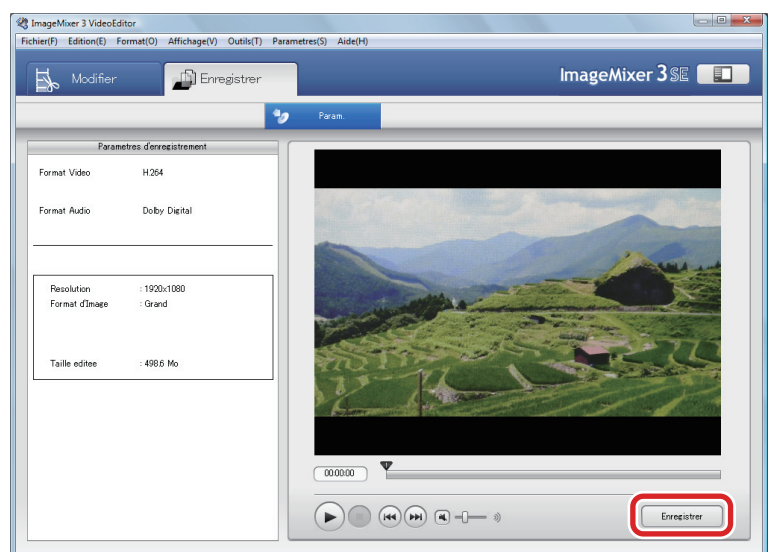 ImageMixer 3 VideoEditor
Fichier(F) Edition(E) Format(O) Affichage(V) Outils(T) Parametres(S) Aide(H)
Modifier Enregistrer ImageMixer 3 SE
Param.
Parametres d'enregistrement
Format Video H.264
Format Audio Dolby Digital
Resolution : 1920x1080
Format d'Image : Grand
Taille editee : 498.6 Mo
00:00:00
Enregistrer